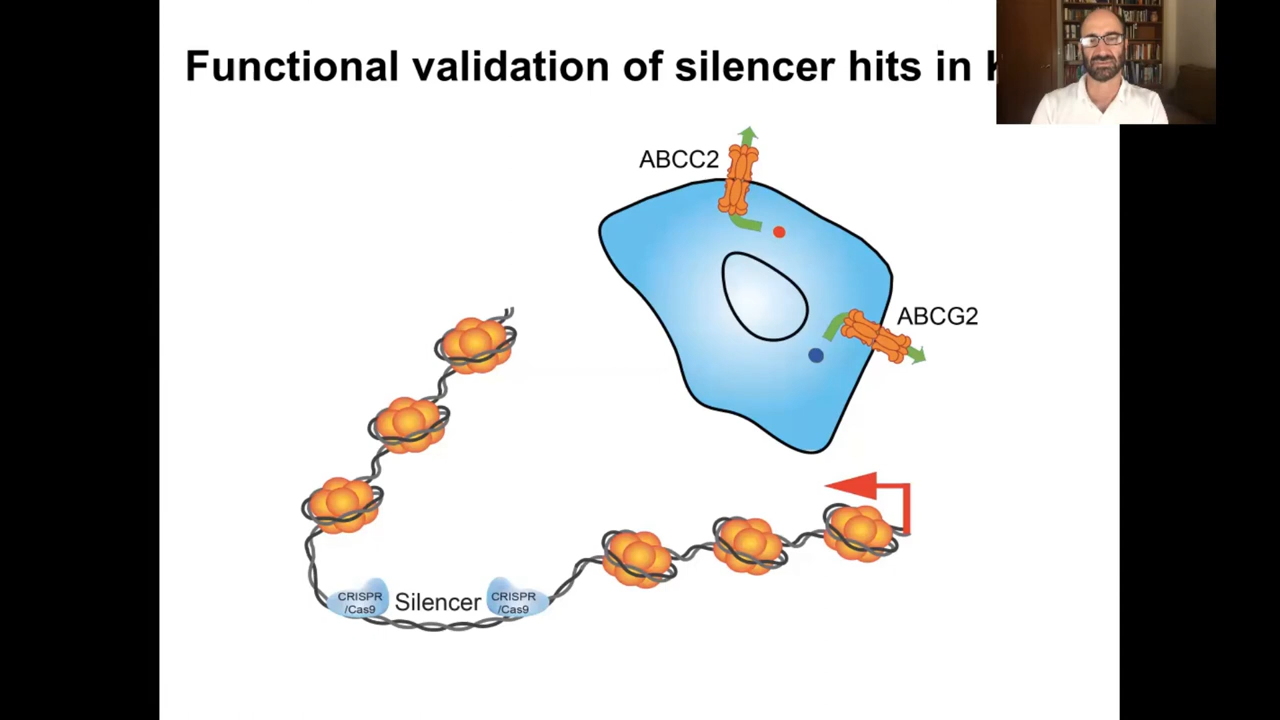 Functional validation of silencer hits in
ABCC2
ABCG2
CRISPR
/Cas9
Silencer
CRISPR
/Cas9